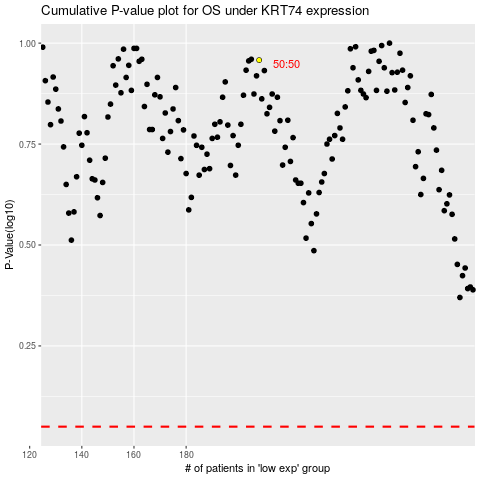 Cumulative P-value plot for OS under KRT74 expression
P-Value(log10)
1.00
0.75
0.50
0.25
50:50
120 140 160 180
# of patients in 'low exp' group